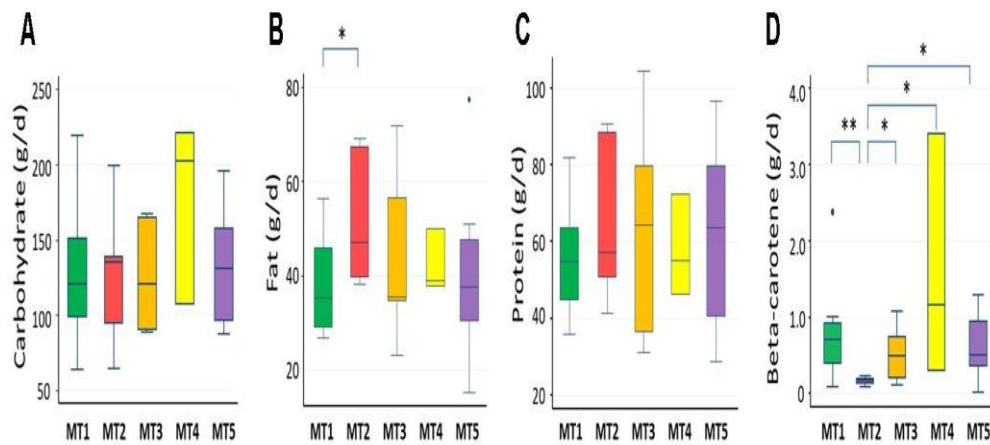 A
Carbohydrate (g/d)
250
200
150
100
50
MT1 MT2 MT3 MT4 MT5
B
*
Fat (g/d)
80
60
40
20
MT1 MT2 MT3 MT4 MT5
C
Protein (g/d)
100
80
60
40
20
MT1 MT2 MT3 MT4 MT5
D
*
*
** *
Beta-carotene (g/d)
4.0
3.0
2.0
1.0
0
MT1 MT2 MT3 MT4 MT5